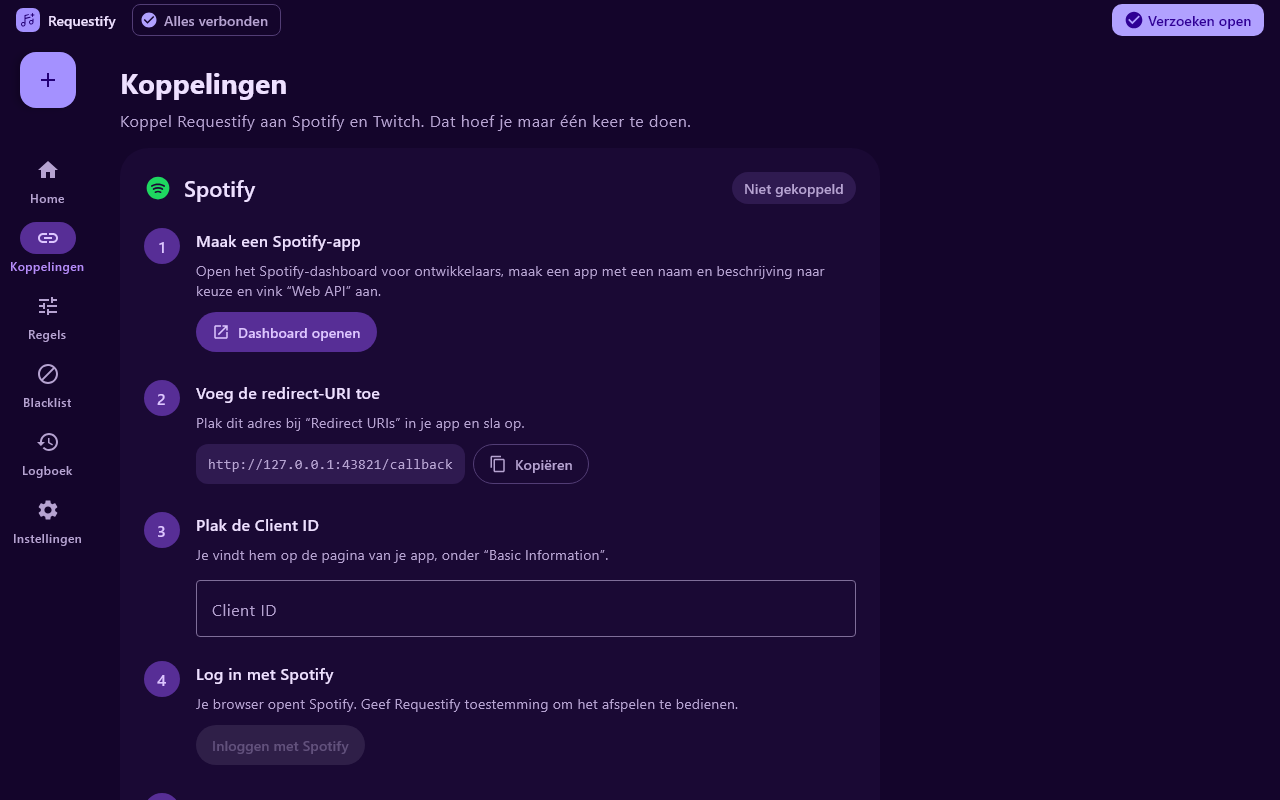 Requestify
Alles verbonden
Verzoeken open
Koppelingen
Koppel Requestify aan Spotify en Twitch. Dat hoef je maar één keer te doen.
Home
Koppelingen
Regels
Blacklist
Logboek
Instellingen
Spotify
Niet gekoppeld
1
Maak een Spotify-app
Open het Spotify-dashboard voor ontwikkelaars, maak een app met een naam en beschrijving naar
keuze en vink “Web API” aan.
Dashboard openen
2
Voeg de redirect-URI toe
Plak dit adres bij “Redirect URIs” in je app en sla op.
http://127.0.0.1:43821/callback
Kopiëren
3
Plak de Client ID
Je vindt hem op de pagina van je app, onder “Basic Information”.
Client ID
4
Log in met Spotify
Je browser opent Spotify. Geef Requestify toestemming om het afspelen te bedienen.
Inloggen met Spotify